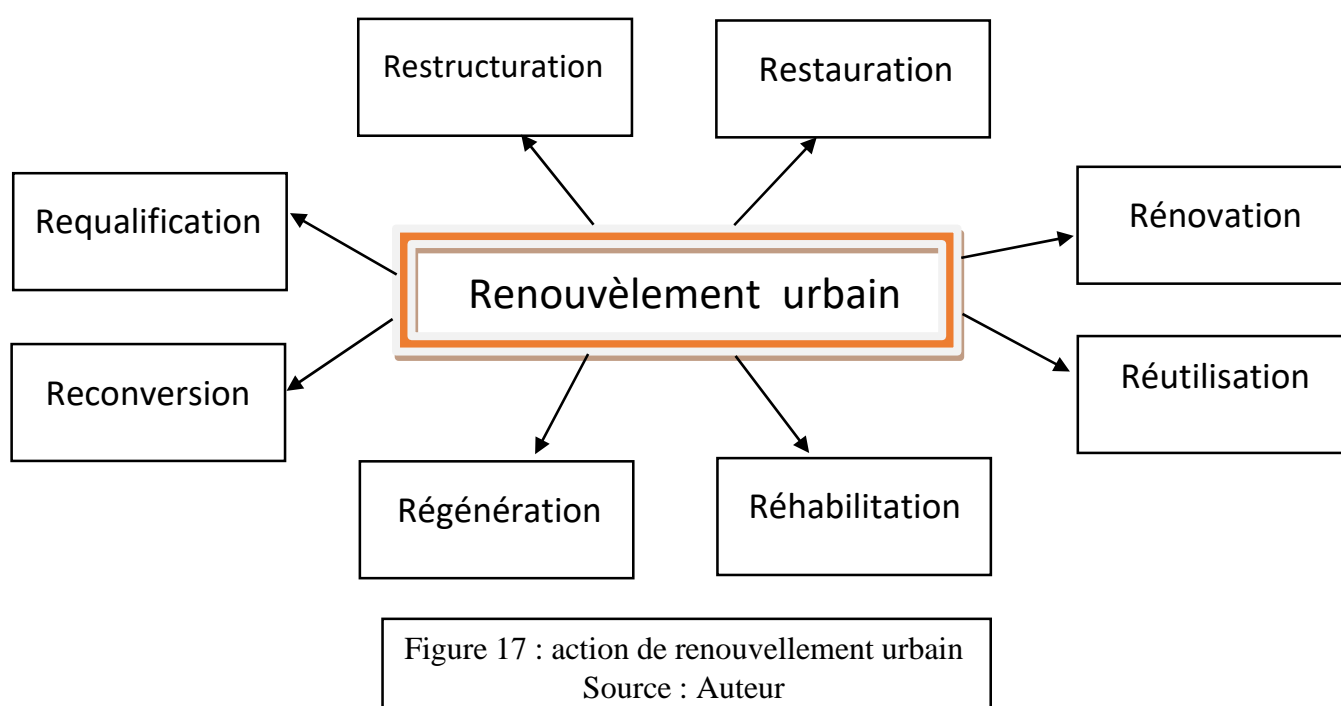 Restructuration
Restauration
Requalification
Rénovation
Renouvèlement urbain
Reconversion
Réutilisation
Régénération
Réhabilitation
Figure 17 : action de renouvellement urbain
Source : Auteur